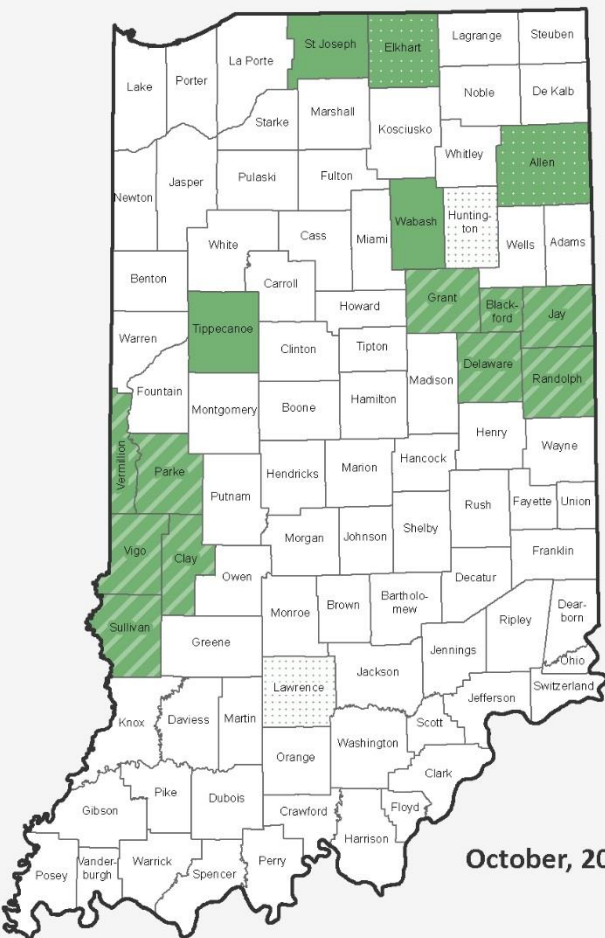 St Joseph
Elkhart
Lagrange
Steuben
La Porte
Lake
Porter
Noble
De Kalb
Marshall
Starke
Kosciusko
Whitley
Allen
Jasper
Pulaski
Fulton
Newton
Wabash
Hunting-
ton
Miami
Cass
White
Wells
Adams
Benton
Carroll
Grant
Black-
ford
Jay
Howard
Tippecanoe
Warren
Clinton
Tipton
Delaware
Randolph
Madison
Fountain
Montgomery
Boone
Hamilton
Henry
Wayne
Vermillion
Parke
Putnam
Hendricks
Marion
Hancock
Rush
Fayette
Union
Shelby
Morgan
Johnson
Vigo
Clay
Franklin
Owen
Decatur
Monroe
Brown
Bartholo-
mew
Dear-
born
Ripley
Sullivan
Greene
Jennings
Ohio
Jackson
Switzerland
Lawrence
Jefferson
Knox
Daviess
Martin
Scott
Washington
Orange
Clark
Pike
Dubois
Gibson
Crawford
Floyd
Harrison
Posey
Vander-
burgh
Warrick
Spencer
Perry
October, 20